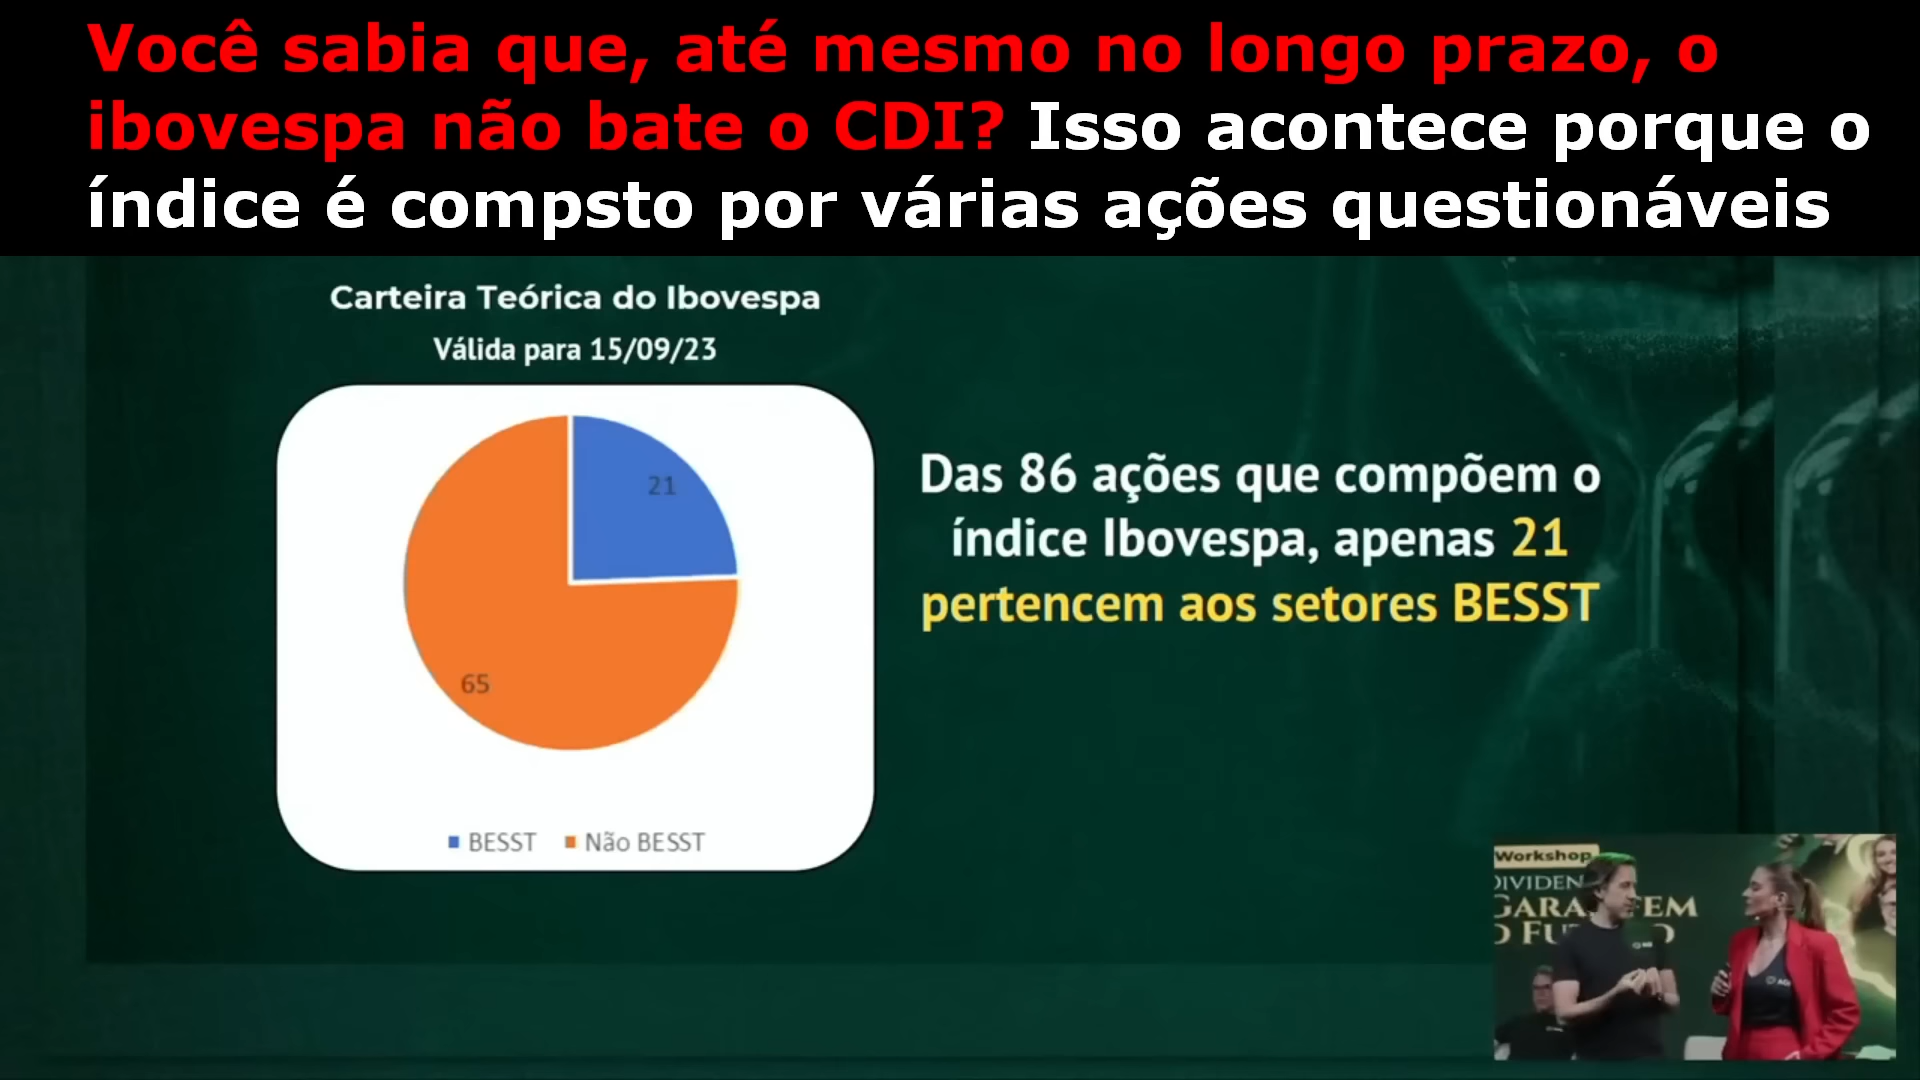 Você sabia que, até mesmo no longo prazo, o
ibovespa não bate o CDI? Isso acontece porque o
índice é compsto por várias ações questionáveis
Carteira Teórica do Ibovespa
Válida para 15/09/23
21
65
BESST
Não BESST
Das 86 ações que compõem o
índice Ibovespa, apenas 21
pertencem aos setores BESST
Workshop